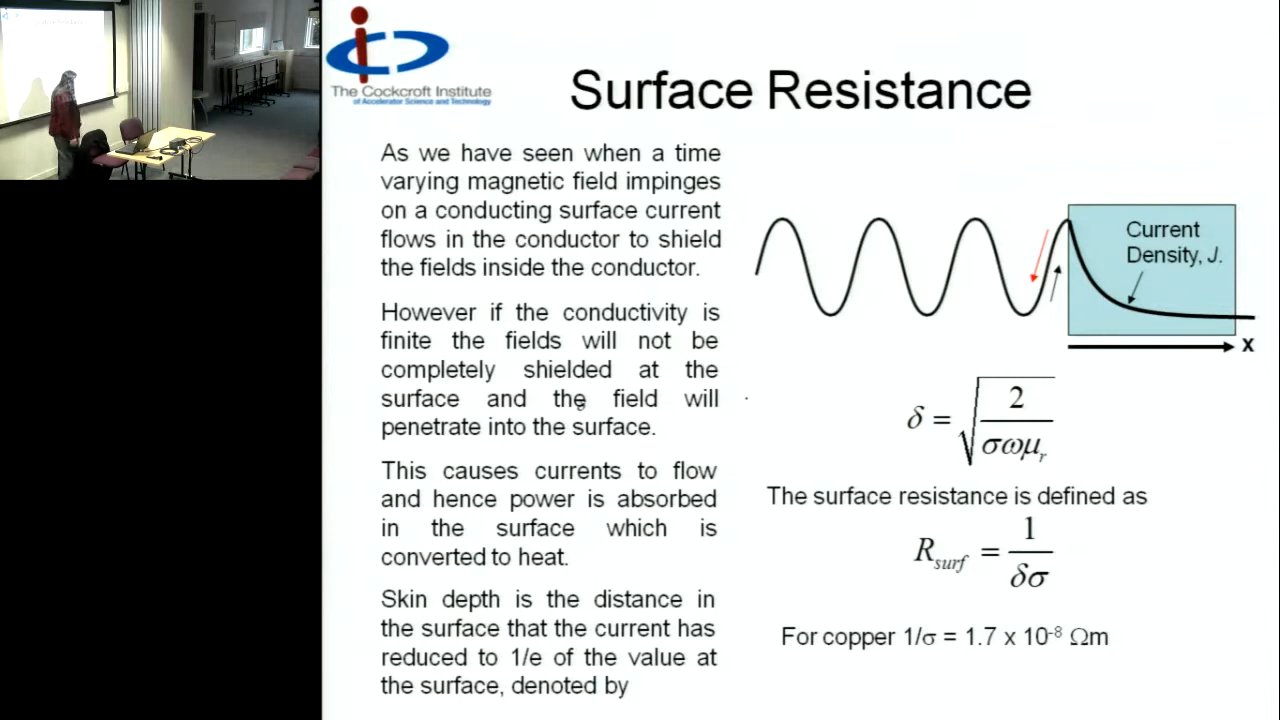 The Cockcroft Institute
of Accelerator Science and Technology
Surface Resistance
As we have seen when a time
varying magnetic field impinges
on a conducting surface current
flows in the conductor to shield
the fields inside the conductor.
However if the conductivity is
finite the fields will not be
completely shielded at the
surface and the field will
penetrate into the surface.
This causes currents to flow
and hence power is absorbed
in the surface which is
converted to heat.
Skin depth is the distance in
the surface that the current has
reduced to 1/e of the value at
the surface, denoted by
Current
Density, J.
x
δ = √(2/(σωμᵣ))
The surface resistance is defined as
R_surf = 1/(δσ)
For copper 1/σ = 1.7 x 10⁻⁸ Ωm